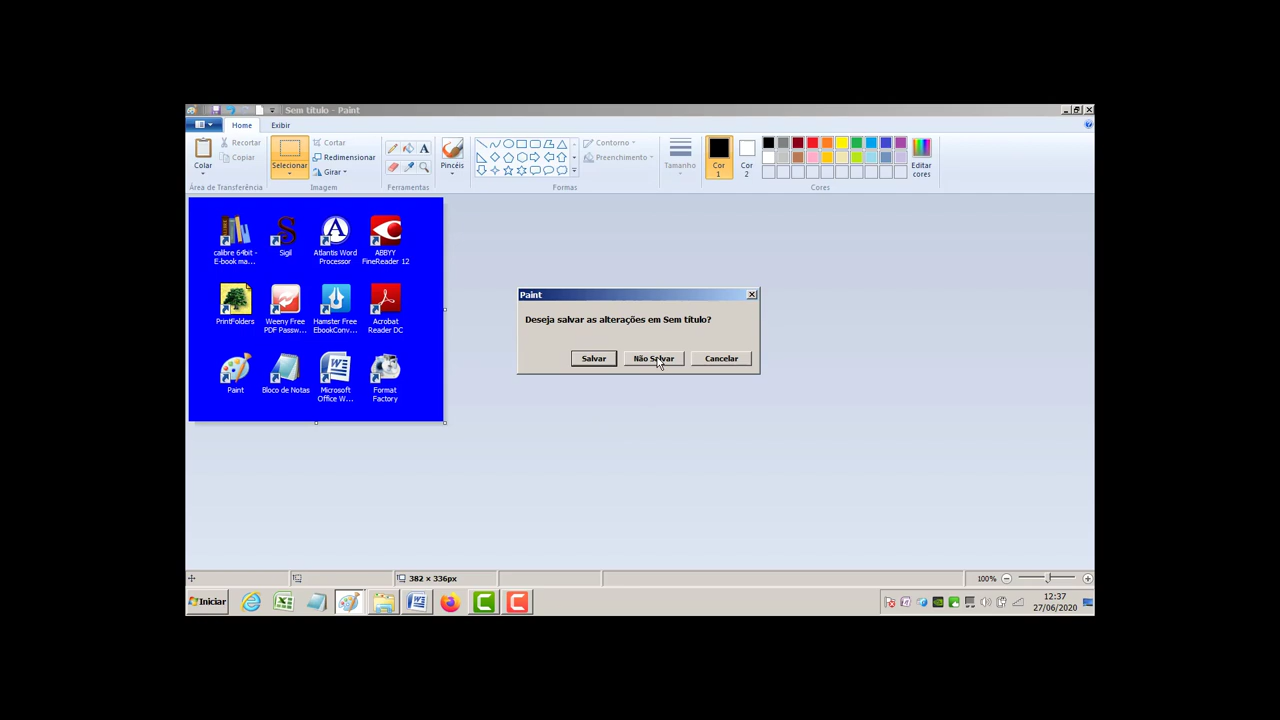 Sem título - Paint
Home
Exibir
Colar
Recortar
Copiar
Área de Transferência
Selecionar
Cortar
Redimensionar
Girar
Imagem
A
Ferramentas
Pincéis
Contorno
Preenchimento
Formas
Tamanho
Cor 1
Cor 2
Cores
Editar cores
calibre 64bit -
E-book ma...
Sigil
Atlantis Word
Processor
ABBYY
FineReader 12
PrintFolders
Weeny Free
PDF Passw...
Hamster Free
EbookConv...
Acrobat
Reader DC
Paint
Bloco de Notas
Microsoft
Office W...
Format
Factory
Paint
Deseja salvar as alterações em Sem título?
Salvar
Não Salvar
Cancelar
382 × 336px
100%
Iniciar
12:37
27/06/2020